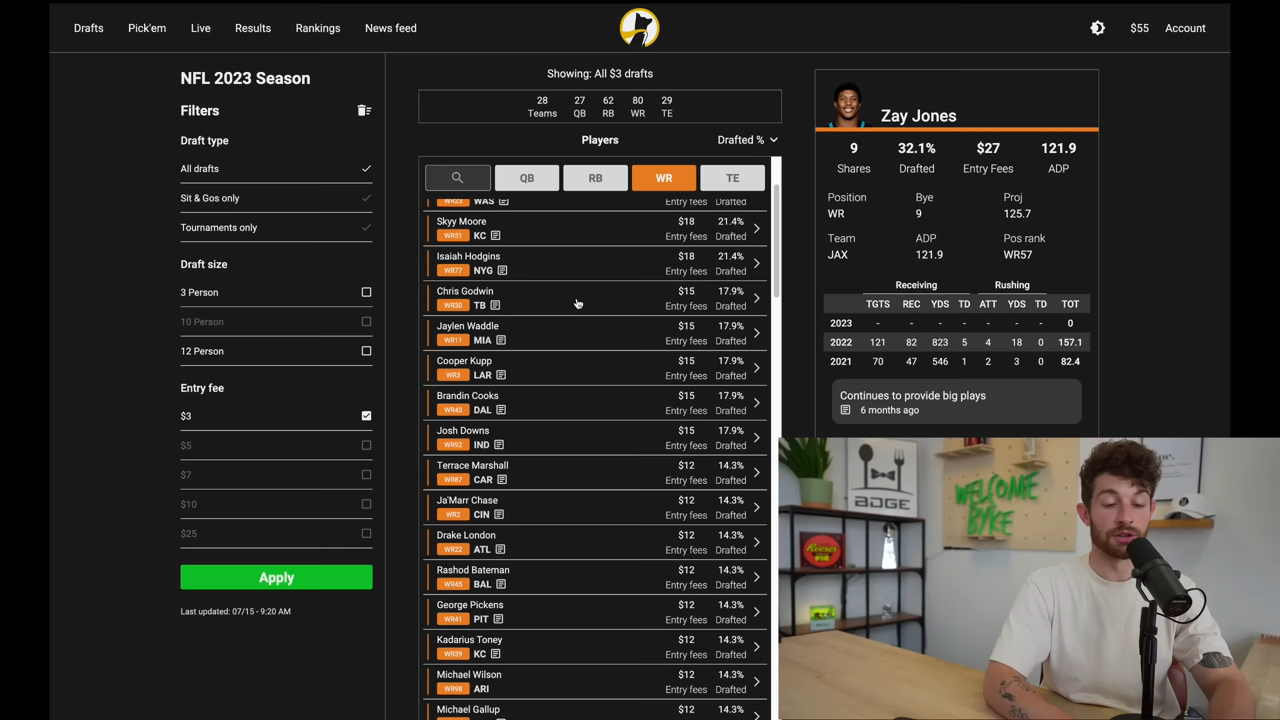 Drafts Pick'em Live Results Rankings News feed $55 Account
NFL 2023 Season
Filters
Draft type
All drafts
Sit & Gos only
Tournaments only
Draft size
3 Person
10 Person
12 Person
Entry fee
$3
$5
$7
$10
$25
Apply
Last updated: 07/15 - 9:20 AM
Showing: All $3 drafts
28 27 62 80 29
Teams QB RB WR TE
Players Drafted %
QB RB WR TE
WR23 WAS Entry fees Drafted
Skyy Moore $18 21.4%
WR51 KC Entry fees Drafted
Isaiah Hodgins $18 21.4%
WR77 NYG Entry fees Drafted
Chris Godwin $15 17.9%
WR30 TB Entry fees Drafted
Jaylen Waddle $15 17.9%
WR11 MIA Entry fees Drafted
Cooper Kupp $15 17.9%
WR3 LAR Entry fees Drafted
Brandin Cooks $15 17.9%
WR43 DAL Entry fees Drafted
Josh Downs $15 17.9%
WR92 IND Entry fees Drafted
Terrace Marshall $12 14.3%
WR87 CAR Entry fees Drafted
Ja'Marr Chase $12 14.3%
WR2 CIN Entry fees Drafted
Drake London $12 14.3%
WR22 ATL Entry fees Drafted
Rashod Bateman $12 14.3%
WR45 BAL Entry fees Drafted
George Pickens $12 14.3%
WR41 PIT Entry fees Drafted
Kadarius Toney $12 14.3%
WR39 KC Entry fees Drafted
Michael Wilson $12 14.3%
WR98 ARI Entry fees Drafted
Michael Gallup $12 14.3%
Zay Jones
9 32.1% $27 121.9
Shares Drafted Entry Fees ADP
Position Bye Proj
WR 9 125.7
Team ADP Pos rank
JAX 121.9 WR57
Receiving Rushing
TGTS REC YDS TD ATT YDS TD TOT
2023 - - - - - - - 0
2022 121 82 823 5 4 18 0 157.1
2021 70 47 546 1 2 3 0 82.4
Continues to provide big plays
6 months ago
BDGE
WELCOME
BYKE
Reese's
PIE